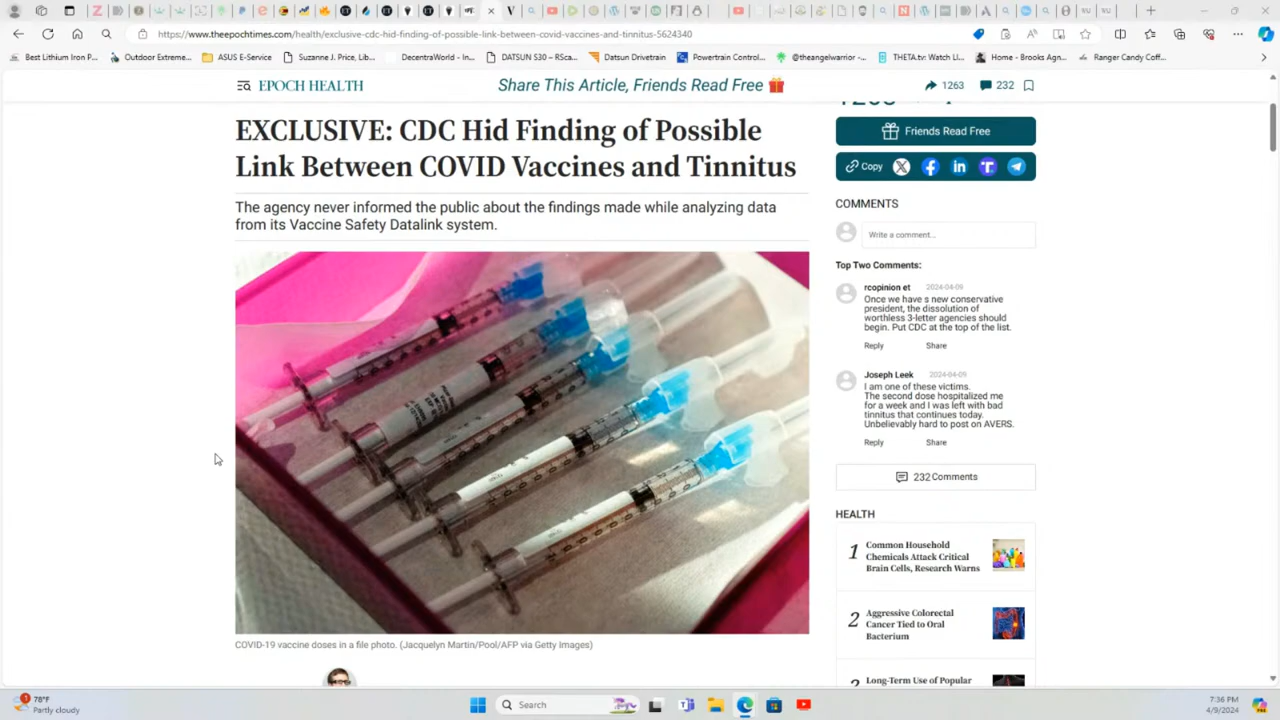 https://www.theepochtimes.com/health/exclusive-cdc-hid-finding-of-possible-link-between-covid-vaccines-and-tinnitus-5624340
Best Lithium Iron P...
Outdoor Extreme...
ASUS E-Service
Suzanne J. Price, Lib...
DecentraWorld - In...
DATSUN S30 – RSca...
Datsun Drivetrain
Powertrain Control...
@theangelwarrior -...
THETA.tv: Watch Li...
Home - Brooks Agn...
Ranger Candy Coff...
EPOCH HEALTH
Share This Article, Friends Read Free
1263
232
EXCLUSIVE: CDC Hid Finding of Possible
Link Between COVID Vaccines and Tinnitus
The agency never informed the public about the findings made while analyzing data
from its Vaccine Safety Datalink system.
COVID-19 vaccine doses in a file photo. (Jacquelyn Martin/Pool/AFP via Getty Images)
Friends Read Free
Copy
COMMENTS
Write a comment...
Top Two Comments:
rcopinion et 2024-04-09
Once we have s new conservative
president, the dissolution of
worthless 3-letter agencies should
begin. Put CDC at the top of the list.
Reply Share
Joseph Leek 2024-04-09
I am one of these victims.
The second dose hospitalized me
for a week and I was left with bad
tinnitus that continues today.
Unbelievably hard to post on AVERS.
Reply Share
232 Comments
HEALTH
1 Common Household
Chemicals Attack Critical
Brain Cells, Research Warns
2 Aggressive Colorectal
Cancer Tied to Oral
Bacterium
Long-Term Use of Popular
78°F
Partly cloudy
Search
7:36 PM
4/9/2024